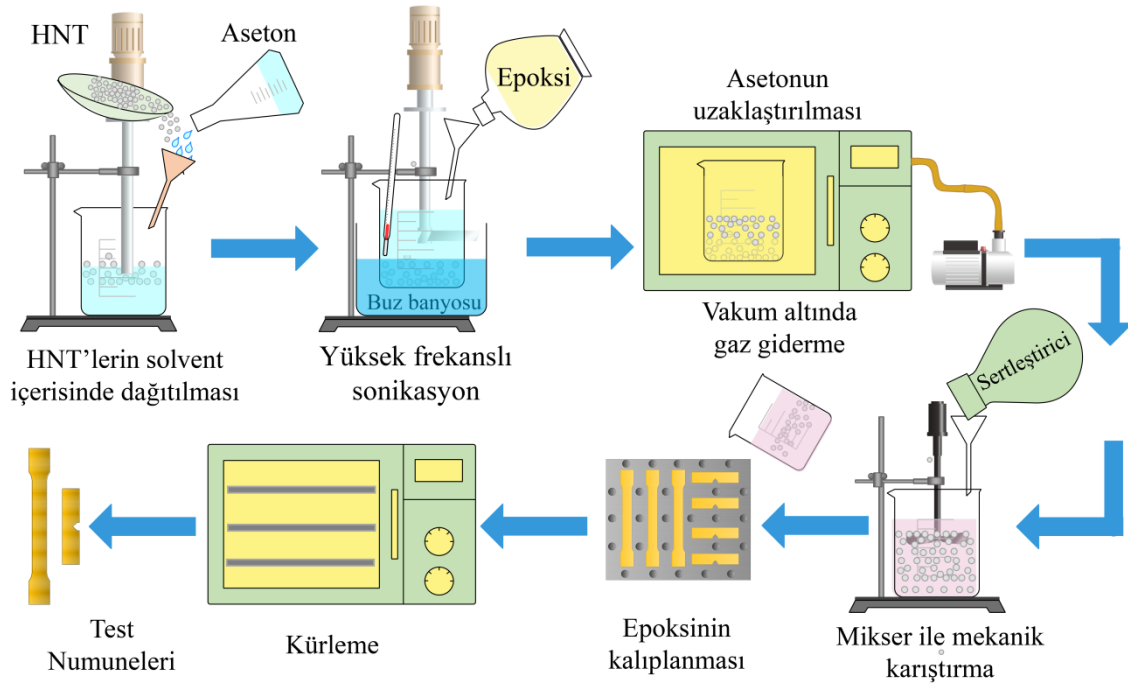 HNT
Aseton
HNT’lerin solvent
içerisinde dağıtılması
Epoksi
Buz banyosu
Yüksek frekanslı
sonikasyon
Asetonun
uzaklaştırılması
Vakum altında
gaz giderme
Sertleştirici
Mikser ile mekanik
karıştırma
Epoksinin
kalıplanması
Kürleme
Test
Numuneleri